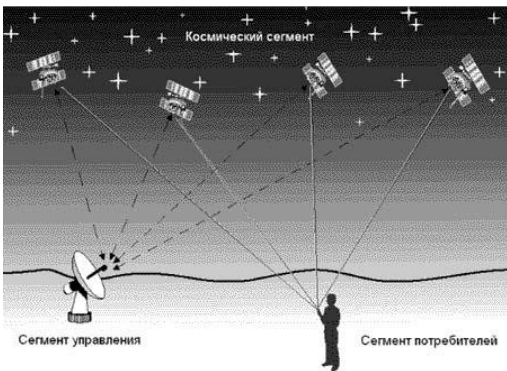 Космический сегмент
Сегмент управления
Сегмент потребителей